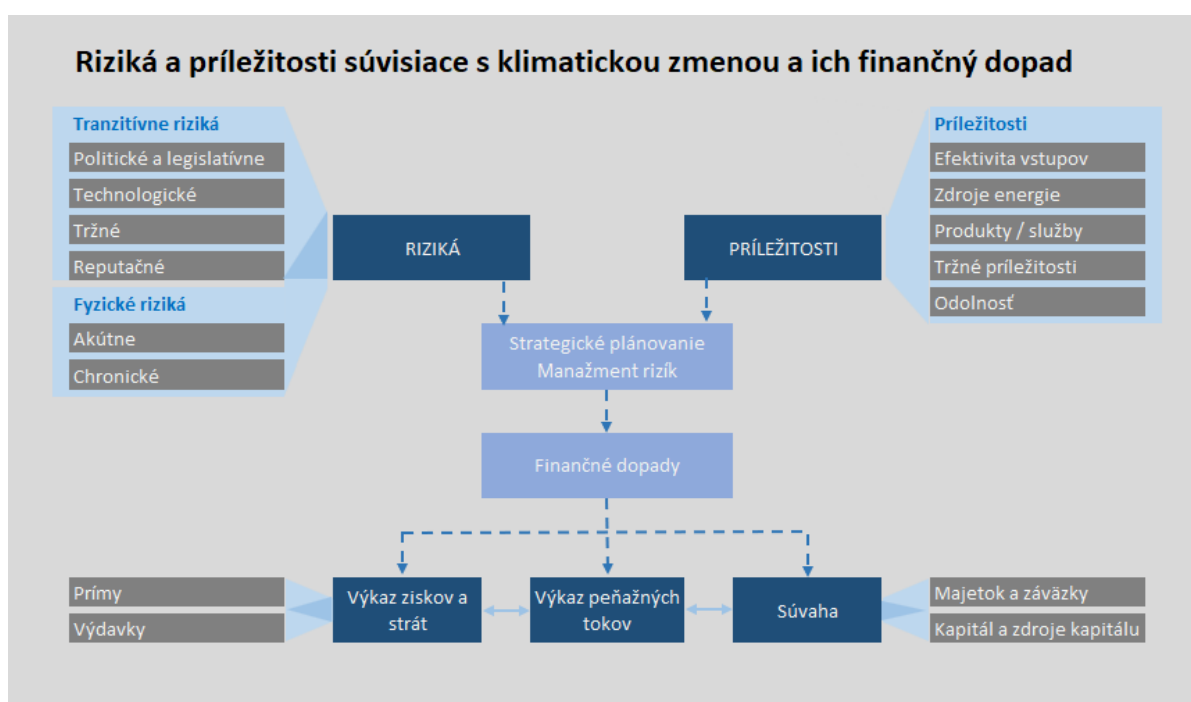 Riziká a príležitosti súvisiace s klimatickou zmenou a ich finančný dopad
Tranzitívne riziká
Politické a legislatívne
Technologické
Tržné
Reputačné
Fyzické riziká
Akútne
Chronické
RIZIKÁ
PRÍLEŽITOSTI
Príležitosti
Efektivita vstupov
Zdroje energie
Produkty / služby
Tržné príležitosti
Odolnosť
Strategické plánovanie
Manažment rizík
Finančné dopady
Prímy
Výdavky
Výkaz ziskov a
strát
Výkaz peňažných
tokov
Súvaha
Majetok a záväzky
Kapitál a zdroje kapitálu